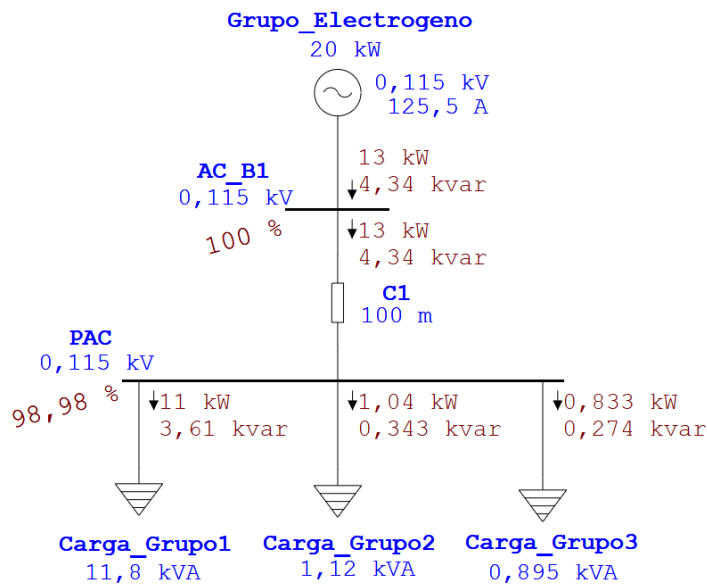 Grupo_Electrogeno
20 kW
0,115 kV
125,5 A
13 kW
4,34 kvar
AC_B1
0,115 kV
100 %
13 kW
4,34 kvar
C1
100 m
PAC
0,115 kV
98,98 %
11 kW
3,61 kvar
1,04 kW
0,343 kvar
0,833 kW
0,274 kvar
Carga_Grupo1
11,8 kVA
Carga_Grupo2
1,12 kVA
Carga_Grupo3
0,895 kVA